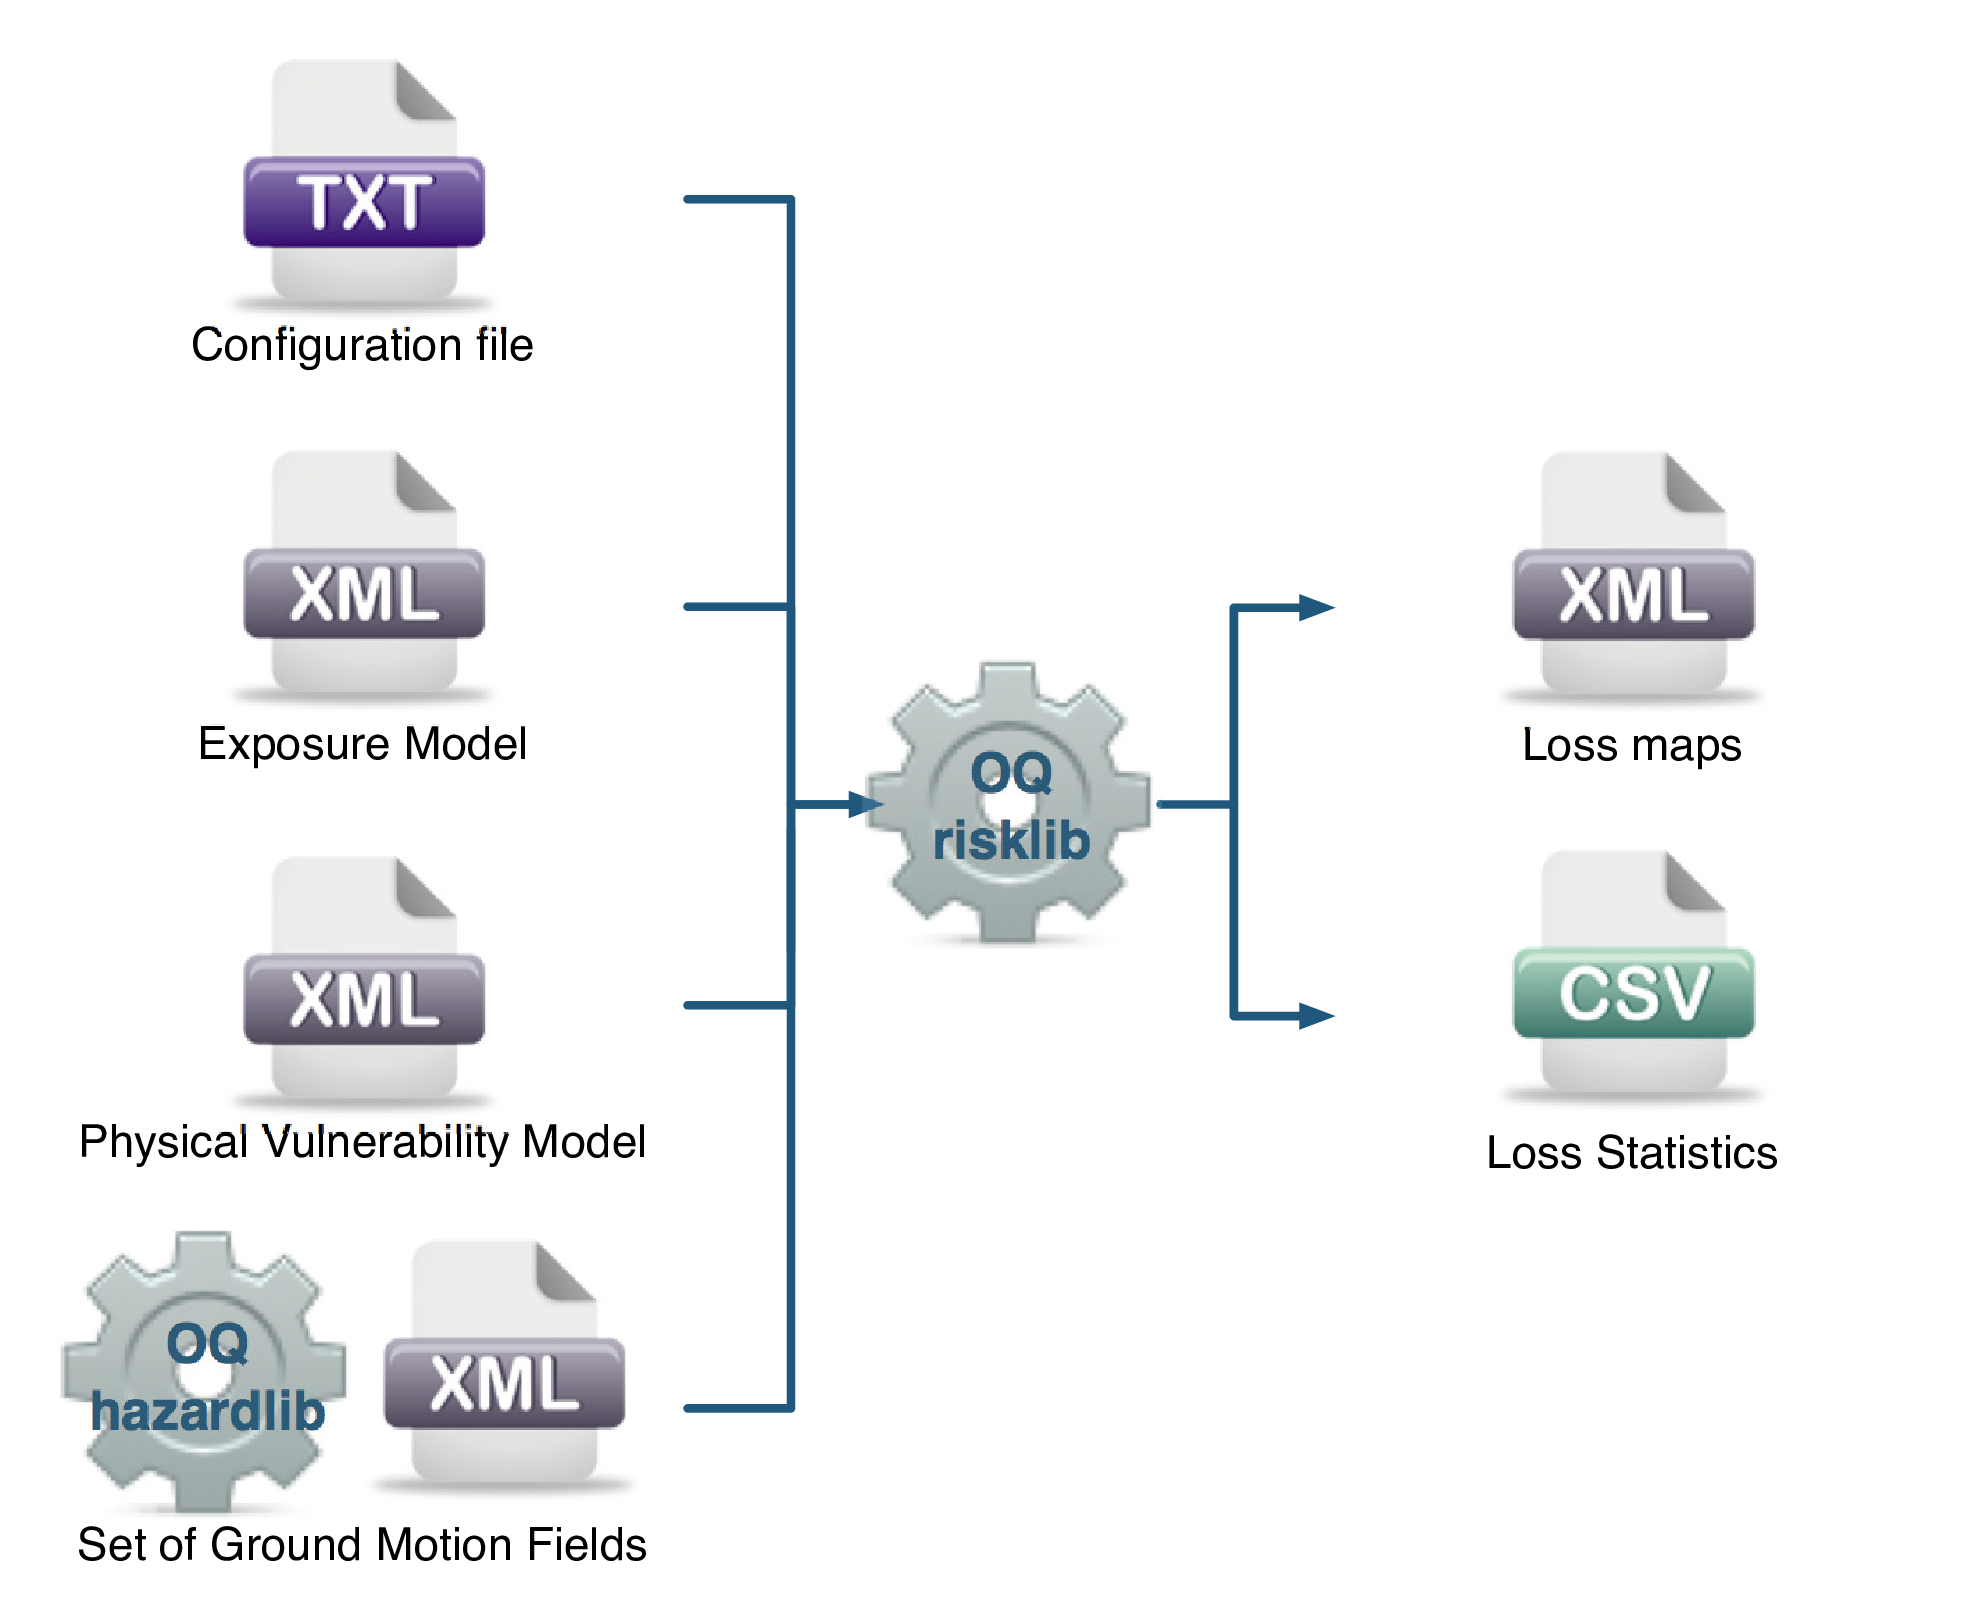 TXT
Configuration file
XML
Exposure Model
XML
Physical Vulnerability Model
OQ
hazardlib
XML
Set of Ground Motion Fields
OQ
risklib
XML
Loss maps
CSV
Loss Statistics